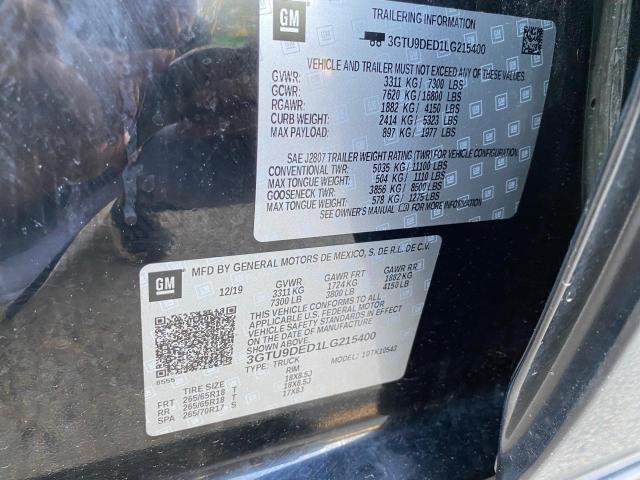 GM
TRAILERING INFORMATION
3GTU9DED1LG215400
VEHICLE AND TRAILER MUST NOT EXCEED ANY OF THESE VALUES
GVWR: 3311 KG/ 7300 LBS
GCWR: 7620 KG/16800 LBS
RGAWR: 1882 KG/ 4150 LBS
CURB WEIGHT: 2414 KG/ 5323 LBS
MAX PAYLOAD: 897 KG/ 1977 LBS
SAE J2807 TRAILER WEIGHT RATING (TWR) FOR VEHICLE CONFIGURATION.
CONVENTIONAL TWR: 5035 KG/11100 LBS
MAX TONGUE WEIGHT: 504 KG/ 1110 LBS
GOOSENECK TWR: 3856 KG/ 8500 LBS
MAX TONGUE WEIGHT: 578 KG/ 1275 LBS
SEE OWNER'S MANUAL FOR MORE INFORMATION.
GM
MFD BY GENERAL MOTORS DE MEXICO, S. DE R.L. DE C.V.
12/19 GVWR GAWR FRT GAWR RR
3311 KG 1724 KG 1882 KG
7300 LB 3800 LB 4150 LB
THIS VEHICLE CONFORMS TO ALL
APPLICABLE U.S. FEDERAL MOTOR
VEHICLE SAFETY STANDARDS IN EFFECT
ON THE DATE OF MANUFACTURE
3GTU9DED1LG215400
TYPE: TRUCK MODEL: 19TK10543
8555
TIRE SIZE RIM
FRT 265/65R18 T 18X8.5J
RR 265/65R18 T 18X8.5J
SPA 265/70R17 S 17X8J